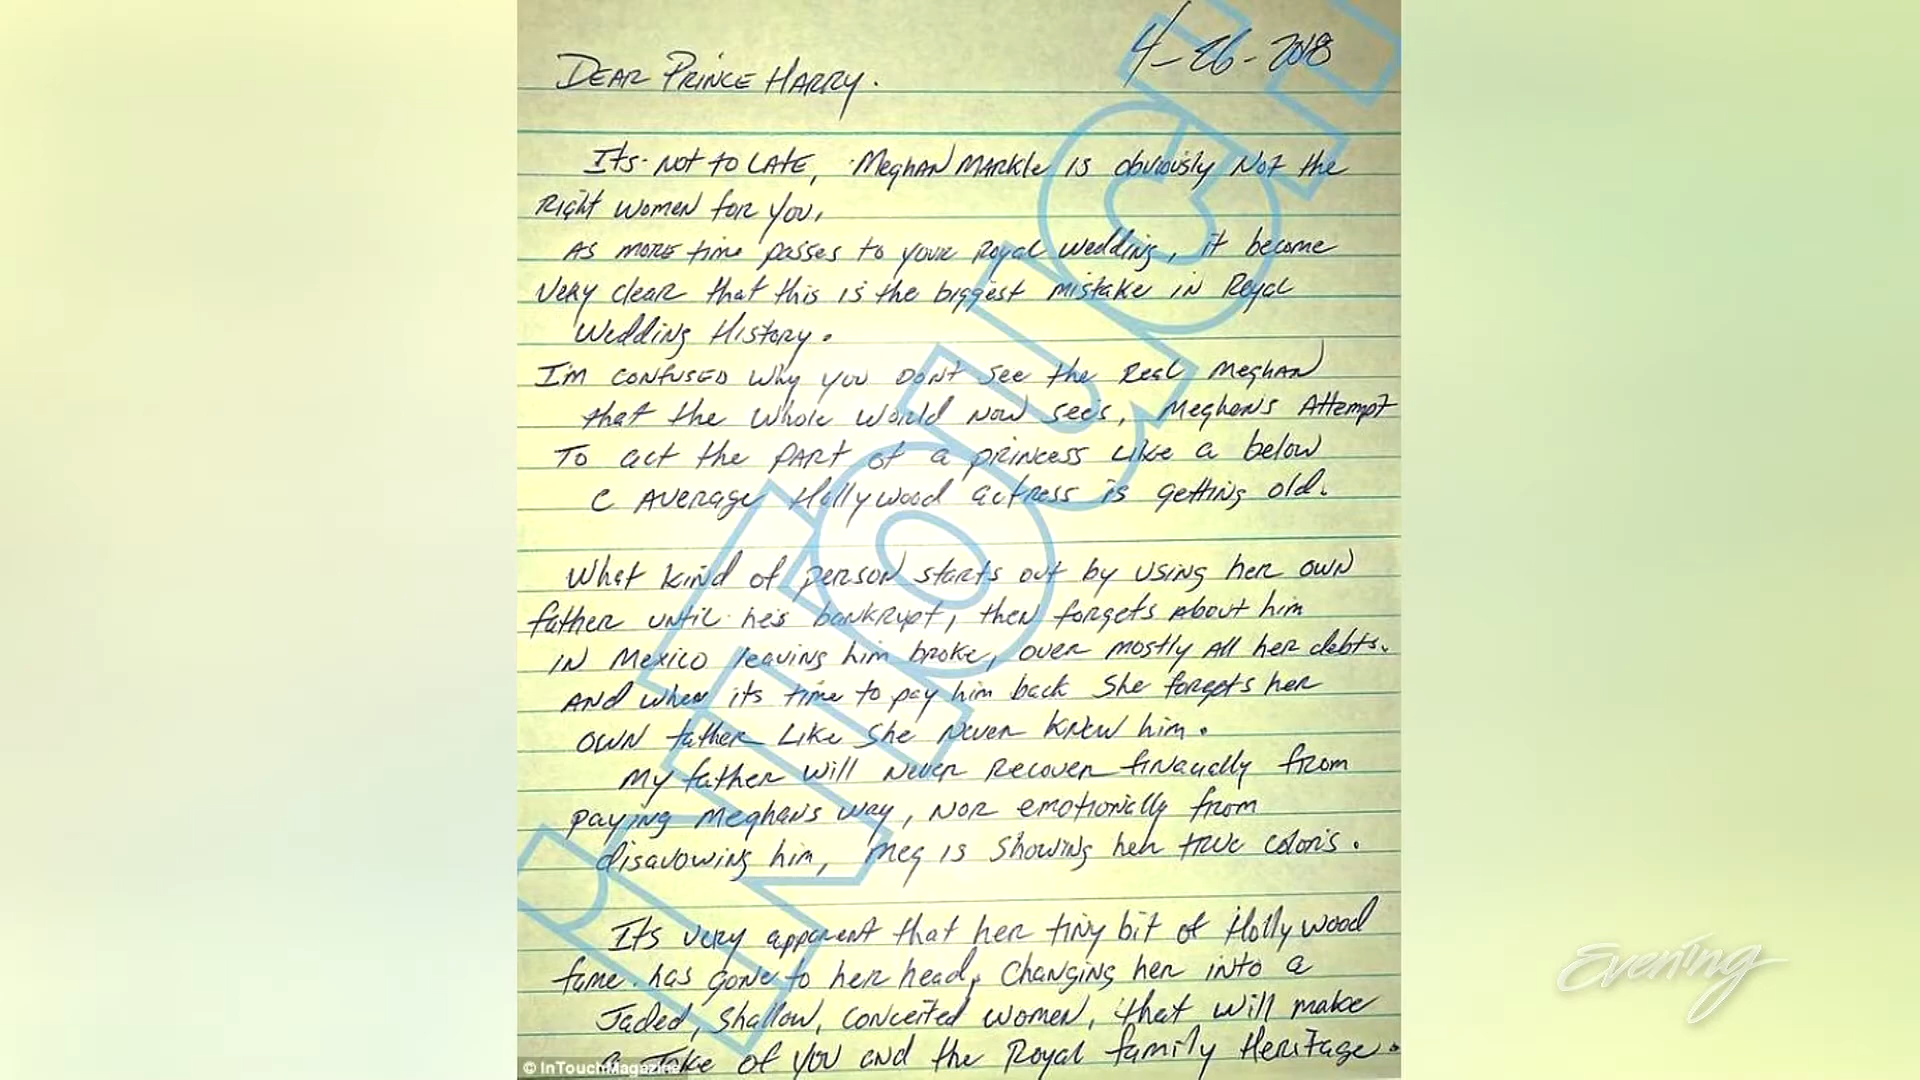 4-26-2018
DEAR PRINCE HARRY.
Its NOT to LATE, Meghan MARKle is obviously Not the
Right women for you,
AS MORE time passes to your Royal wedding, it become
very clear that this is the biggest mistake in Royal
Wedding History.
I'm CONFUSED why you DON'T see the Real Meghan
that the whole world NOW sees, Meghan's Attempt
To act the PART of a princess Like a below
C AVERAGE Hollywood actress is getting old.
What kind of person starts out by using her own
father until he's bankrupt, then forgets about him
IN Mexico leaving him broke, over mostly all her debts.
And when its time to pay him back She forgets her
OWN father Like She Never KNEW him.
My father will Never Recover finacially from
paying Meghan's way, NOR emotionally from
disavowing him, Meg is Showing her true colors.
Its very apparent that her tiny bit of Hollywood
fame has gone to her head, Changing her into a
Jaded, Shallow, conceited women, that will make
a Joke of you and the Royal family Heritage.
© InTouchMagazine
INTOUCH
Evening